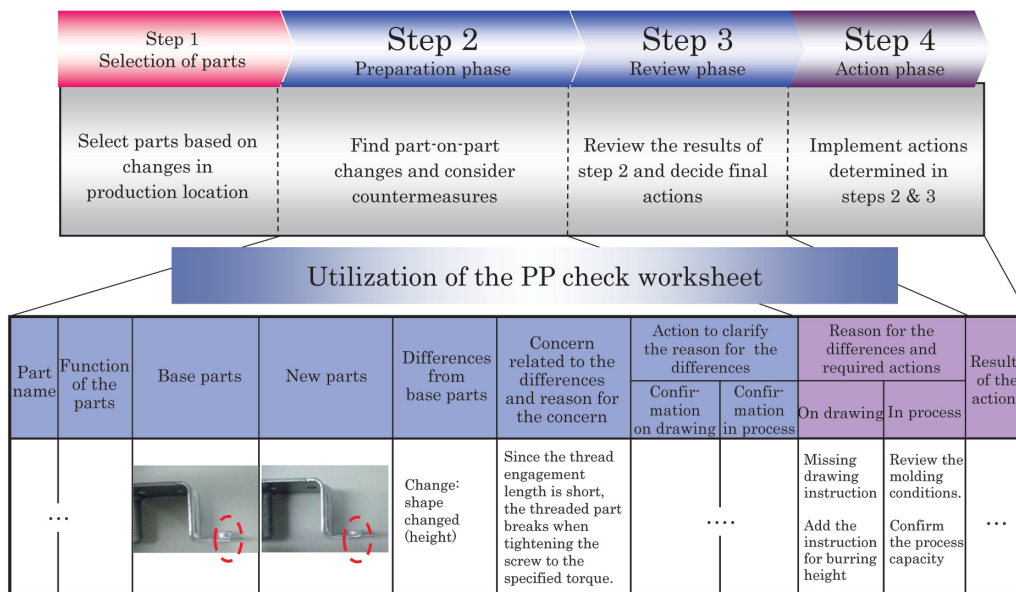 Step 1
Selection of parts
Step 2
Preparation phase
Step 3
Review phase
Step 4
Action phase
Select parts based on
changes in
production location
Find part-on-part
changes and consider
countermeasures
Review the results of
step 2 and decide final
actions
Implement actions
determined in
steps 2 & 3
Utilization of the PP check worksheet
Part
name
Function
of the
parts
Base parts
New parts
Differences
from
base parts
Concern
related to the
differences
and reason for
the concern
Action to clarify
the reason for the
differences
Confir-
mation
on drawing
Confir-
mation
in process
Reason for the
differences and
required actions
On drawing
In process
Result
of the
action
...
Change:
shape
changed
(height)
Since the thread
engagement
length is short,
the threaded part
breaks when
tightening the
screw to the
specified torque.
....
Missing
drawing
instruction
Add the
instruction
for burring
height
Review the
molding
conditions.
Confirm
the process
capacity
...